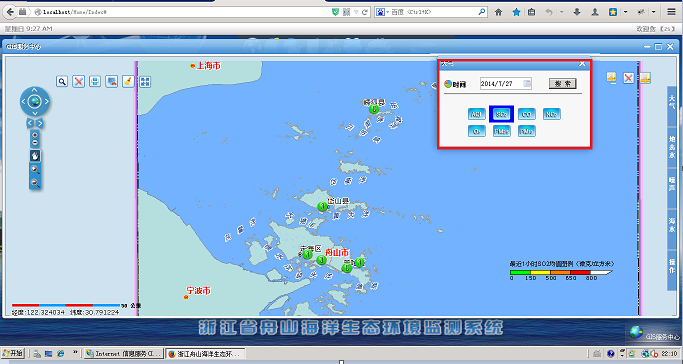 localhost/Home/Index#
百度 <Ctrl+K>
星期日 9:27 AM
欢迎您
GIS服务中心
大气
时间
2014/7/27
搜 索
AQI
SO2
CO
NO2
O3
上海市
嵊泗县
岱山县
定海区
舟山市
普陀区
宁波市
大气
地表水
噪声
海水
操作
最近1小时SO2均值图例（微克/立方米）
0 150 500 650 800
30 公里
经度:122.324034 纬度:30.791224
浙江省舟山海洋生态环境监测系统
GIS服务中心
开始
Internet 信息服务(I...
浙江舟山海洋生态环...
22:10